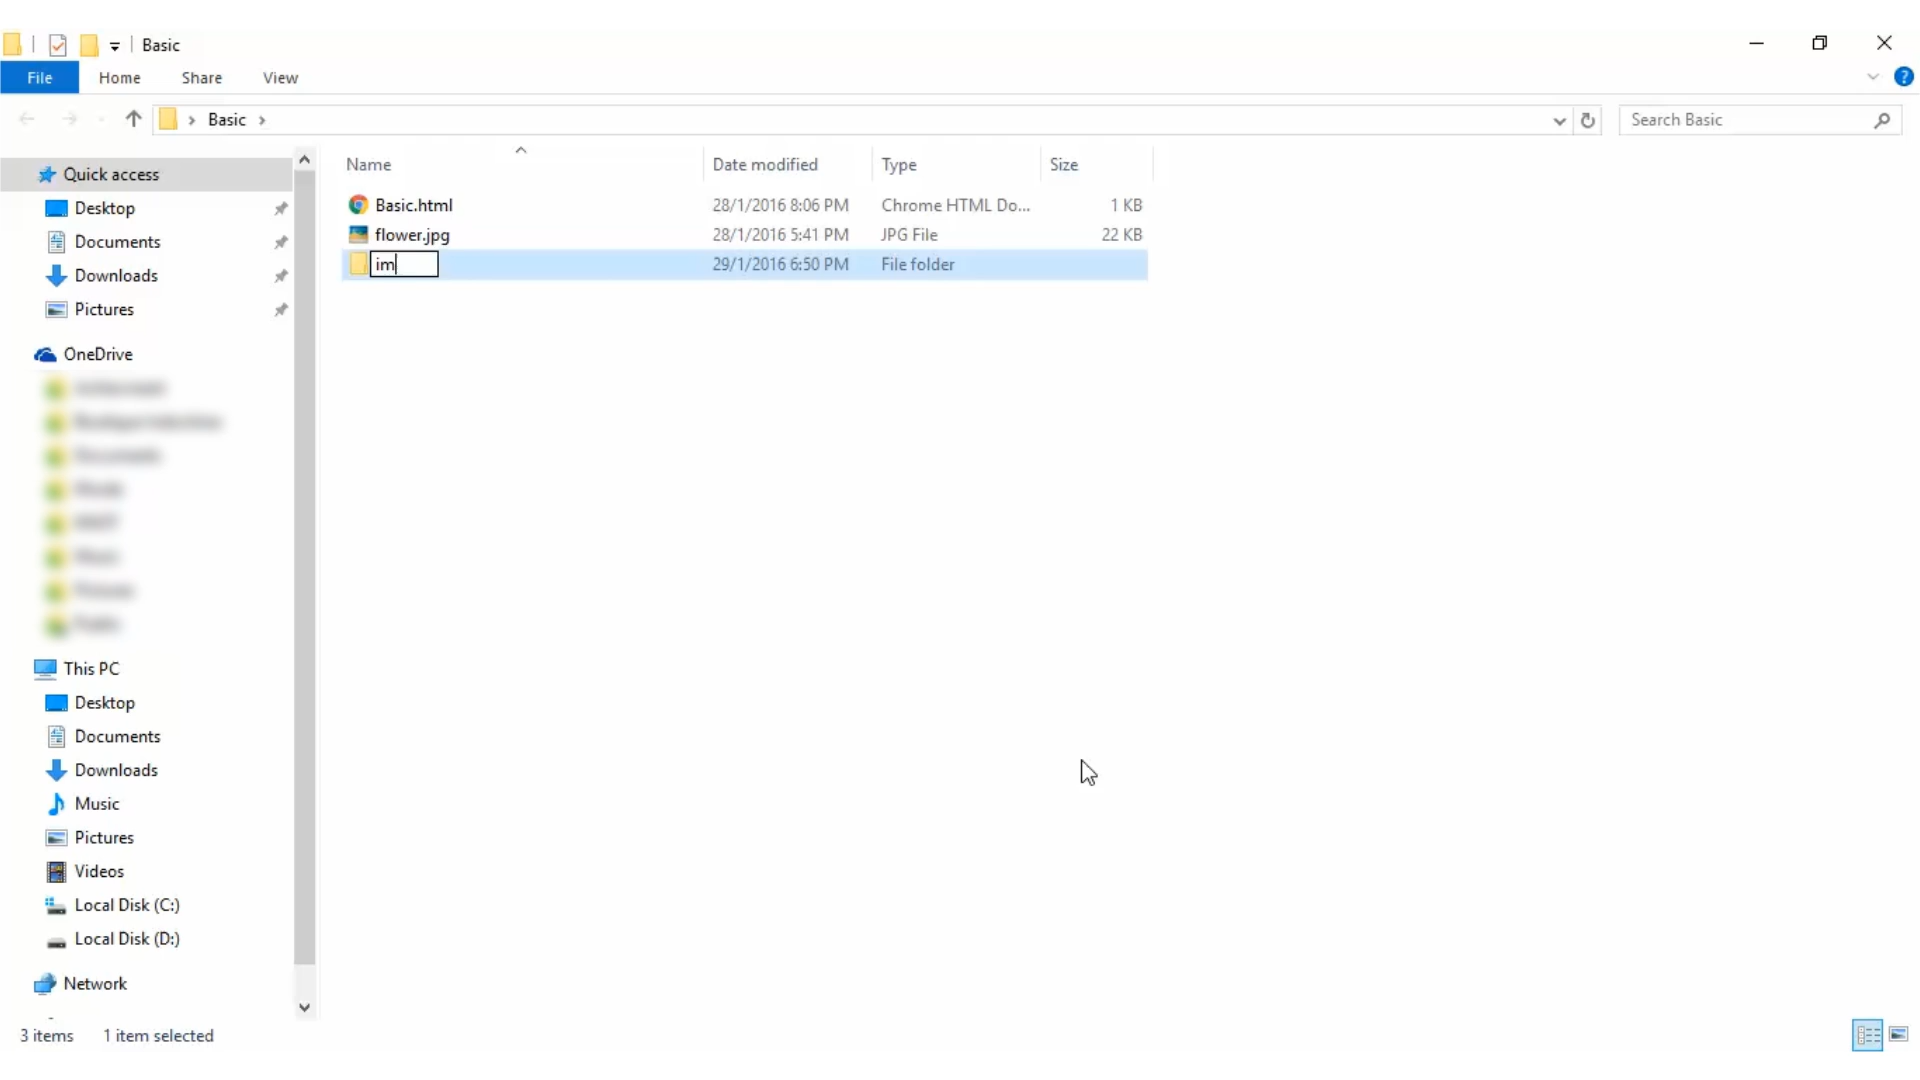 Basic
File Home Share View
Basic
Search Basic
Name Date modified Type Size
Quick access
Desktop
Documents
Downloads
Pictures
OneDrive
This PC
Desktop
Documents
Downloads
Music
Pictures
Videos
Local Disk (C:)
Local Disk (D:)
Network
Basic.html 28/1/2016 8:06 PM Chrome HTML Do... 1 KB
flower.jpg 28/1/2016 5:41 PM JPG File 22 KB
im 29/1/2016 6:50 PM File folder
3 items 1 item selected